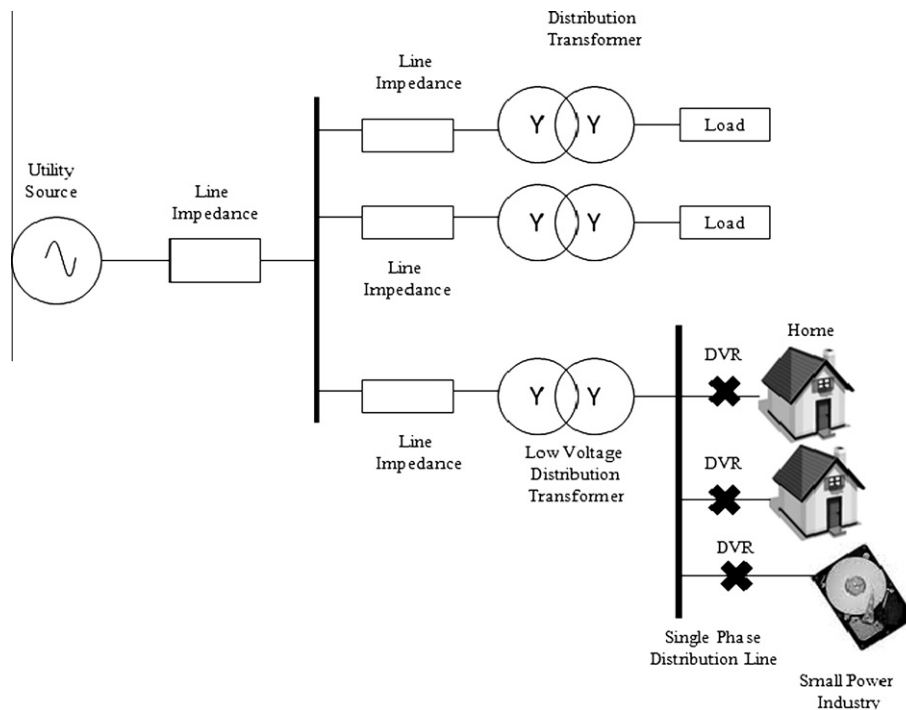 Distribution
Transformer
Line
Impedance
Y Y
Load
Utility
Source
Line
Impedance
Y Y
Load
Line
Impedance
Home
DVR
Y Y
Line
Impedance
Low Voltage
Distribution
Transformer
DVR
DVR
Single Phase
Distribution Line
Small Power
Industry